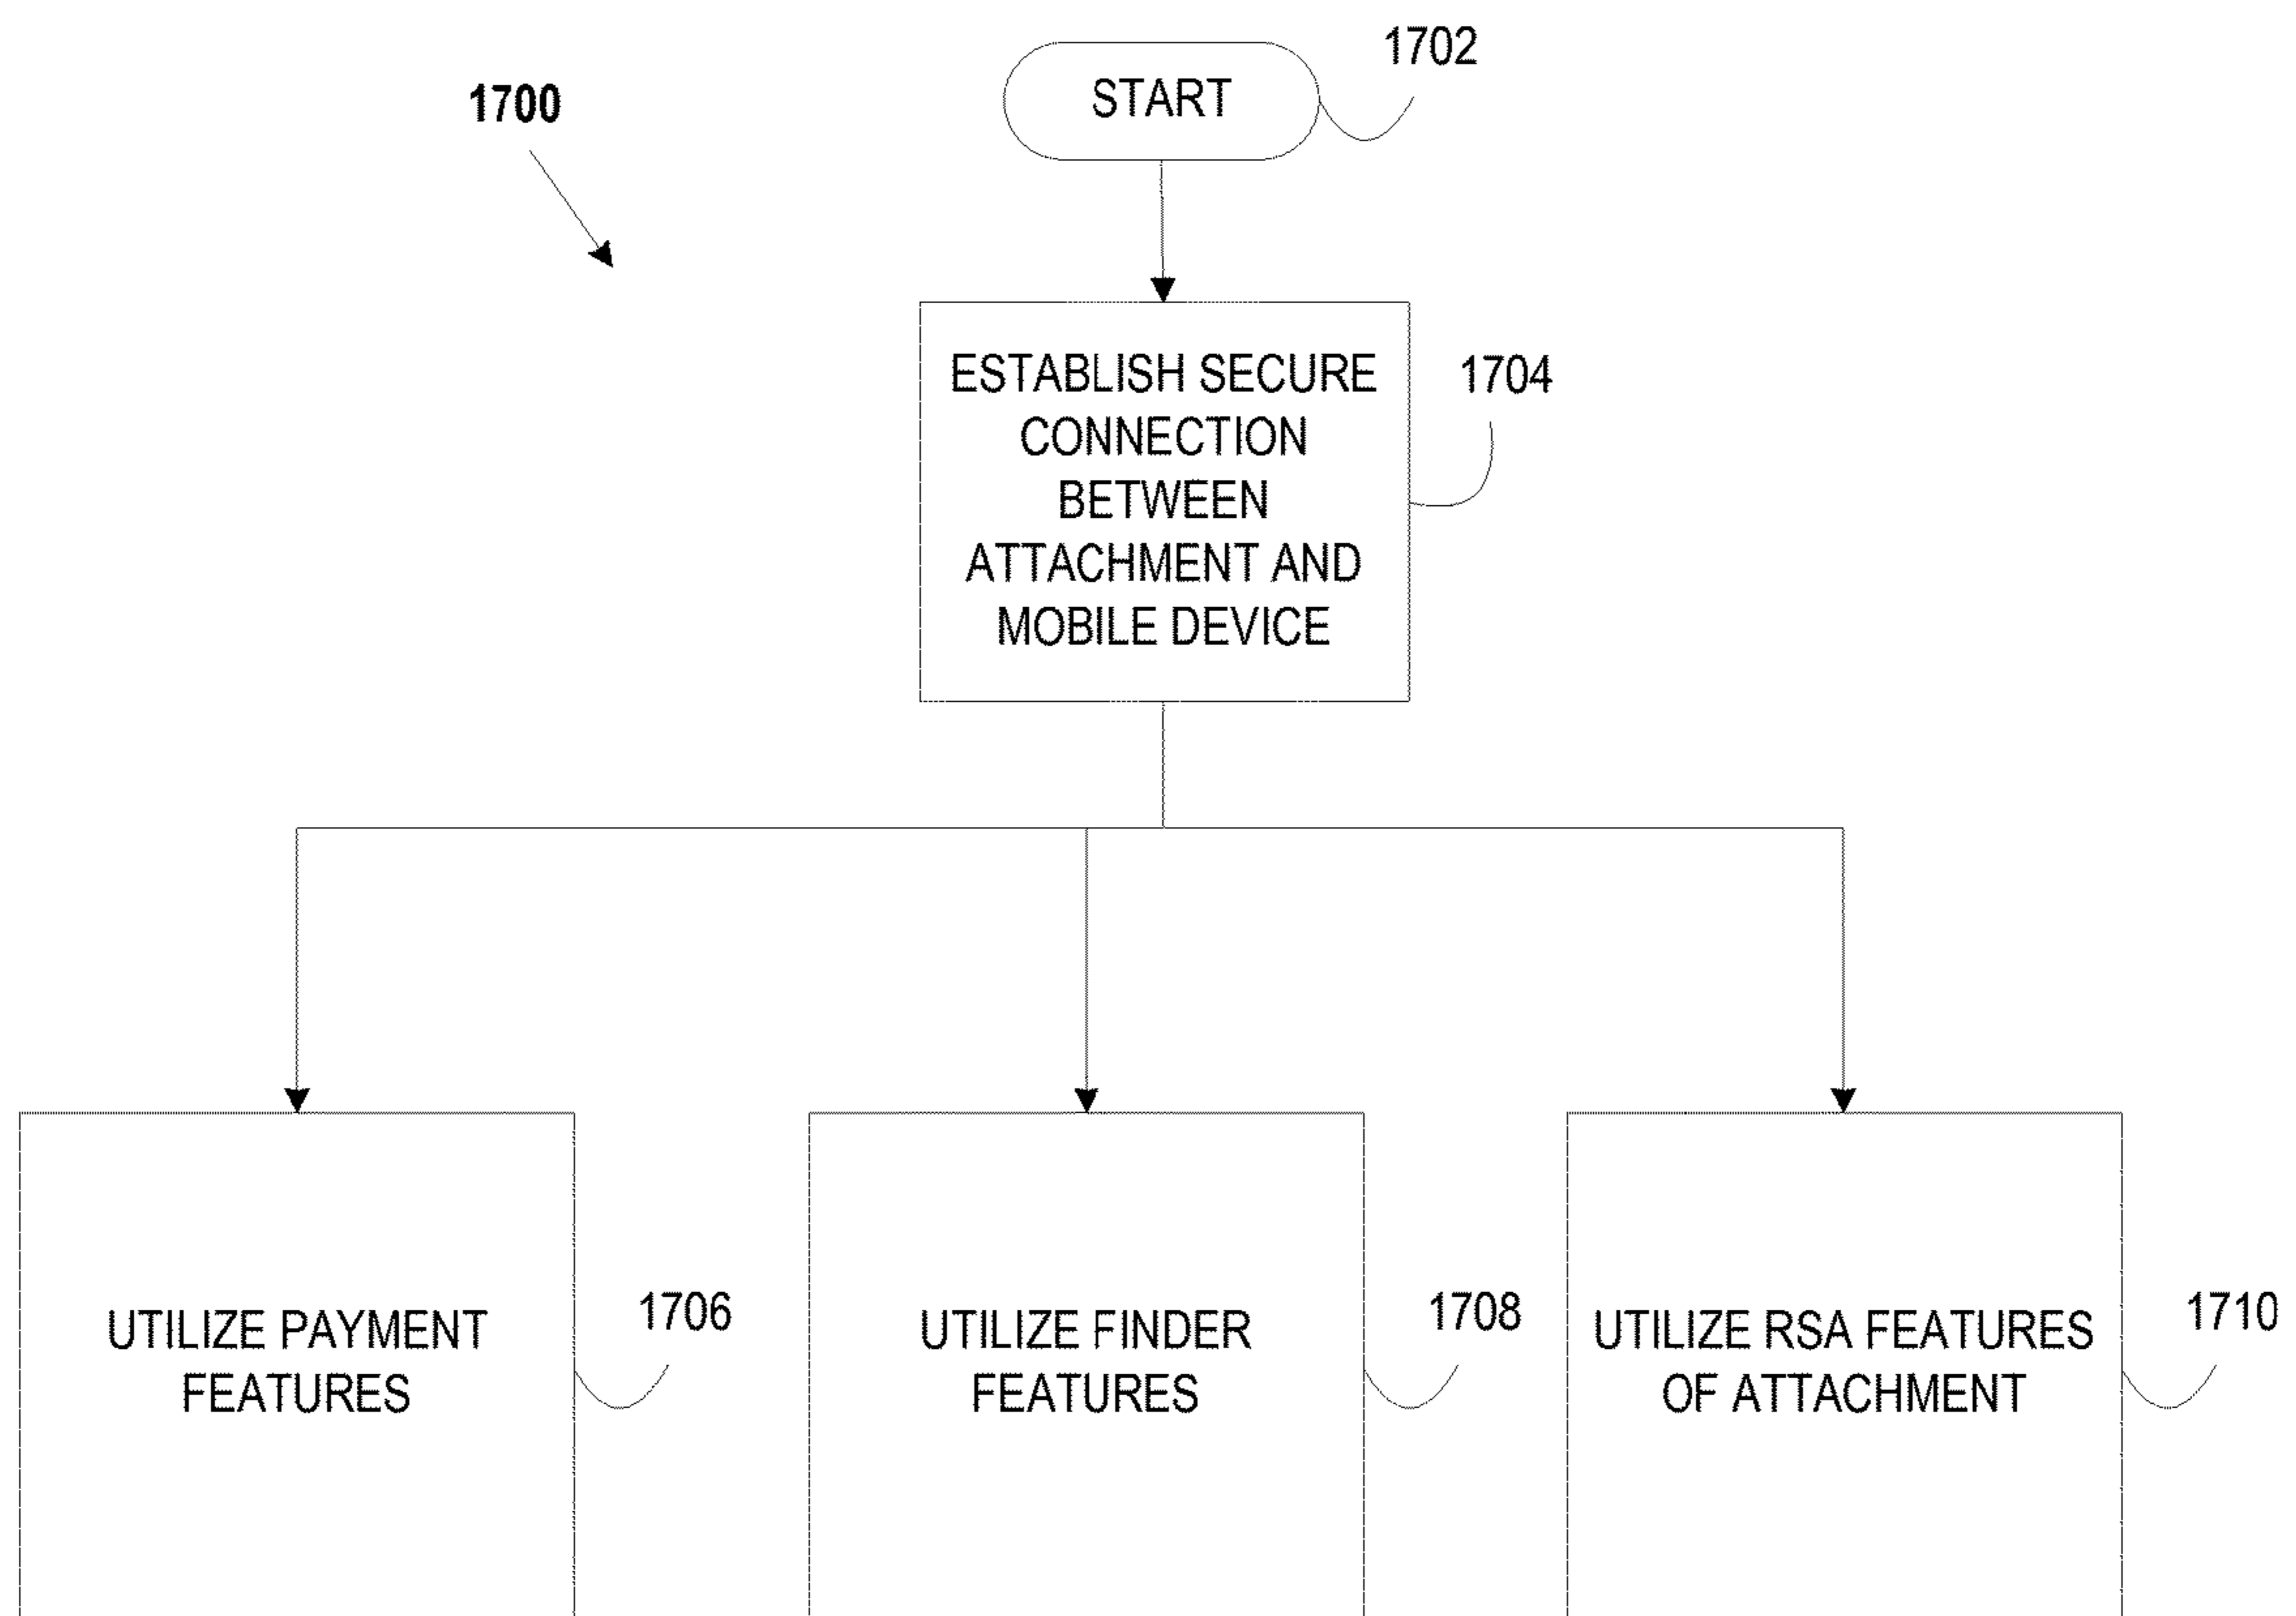 1702
START
1700
ESTABLISH SECURE
CONNECTION
BETWEEN
ATTACHMENT AND
MOBILE DEVICE
1704
UTILIZE PAYMENT
FEATURES
1706
UTILIZE FINDER
FEATURES
1708
UTILIZE RSA FEATURES
OF ATTACHMENT
1710